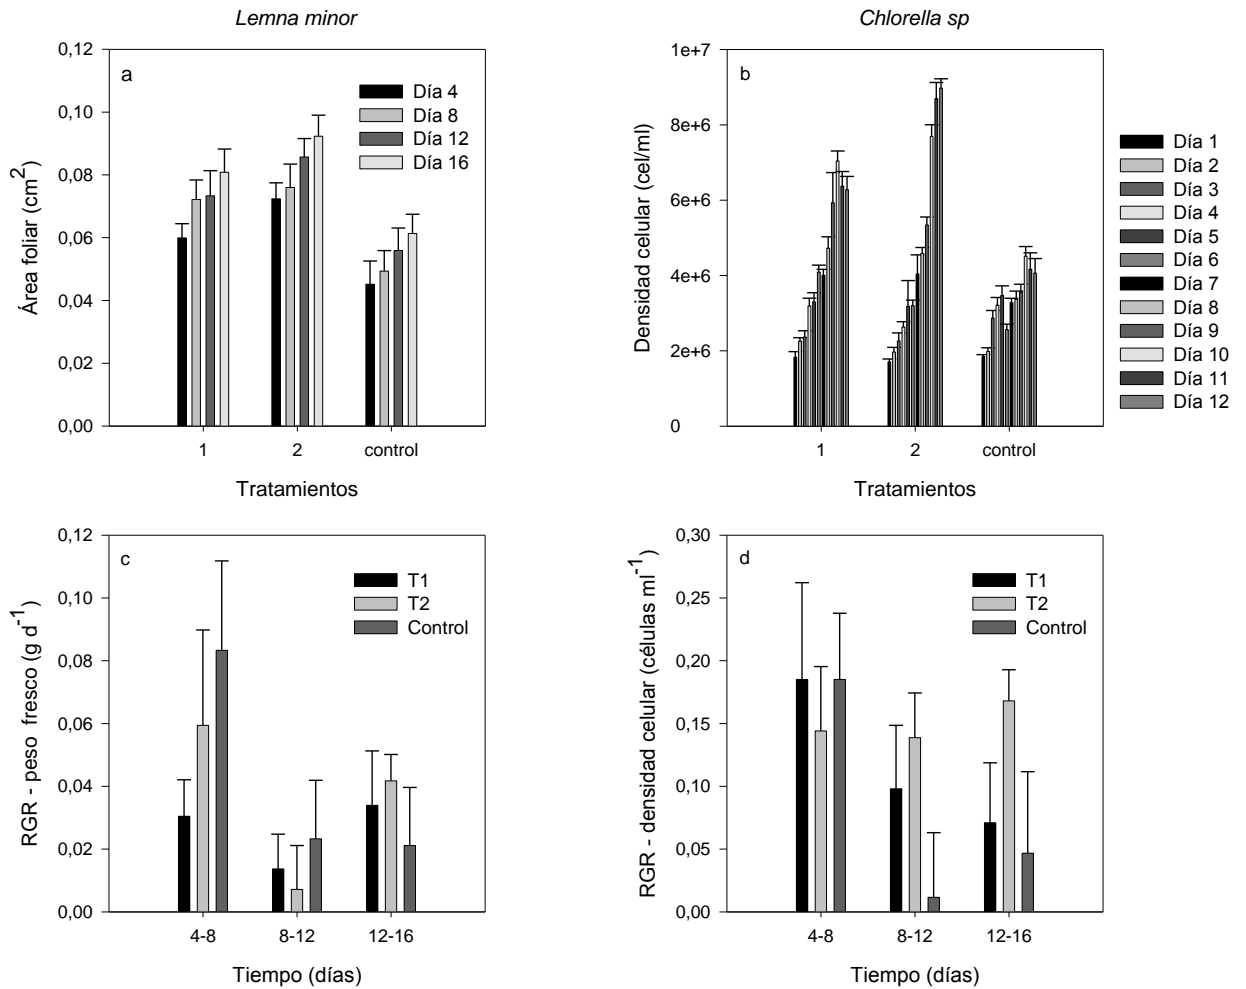 Lemna minor
0,12
0,10
0,08
0,06
0,04
0,02
0,00
Área foliar (cm2)
a
Día 4
Día 8
Día 12
Día 16
1 2 control
Tratamientos
Chlorella sp
1e+7
8e+6
6e+6
4e+6
2e+6
0
Densidad celular (cel/ml)
b
Día 1
Día 2
Día 3
Día 4
Día 5
Día 6
Día 7
Día 8
Día 9
Día 10
Día 11
Día 12
1 2 control
Tratamientos
0,12
0,10
0,08
0,06
0,04
0,02
0,00
RGR - peso fresco (g d-1)
c
T1
T2
Control
4-8 8-12 12-16
Tiempo (días)
0,30
0,25
0,20
0,15
0,10
0,05
0,00
RGR - densidad celular (células ml-1)
d
T1
T2
Control
4-8 8-12 12-16
Tiempo (días)